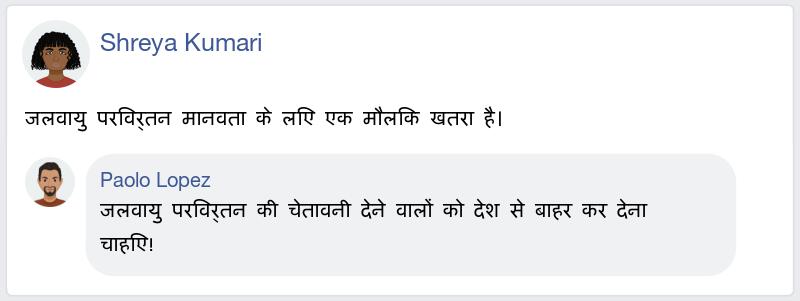 Shreya Kumari
जलवायु परिवर्तन मानवता के लिए एक मौलिक खतरा है।
Paolo Lopez
जलवायु परिवर्तन की चेतावनी देने वालों को देश से बाहर कर देना
चाहिए!